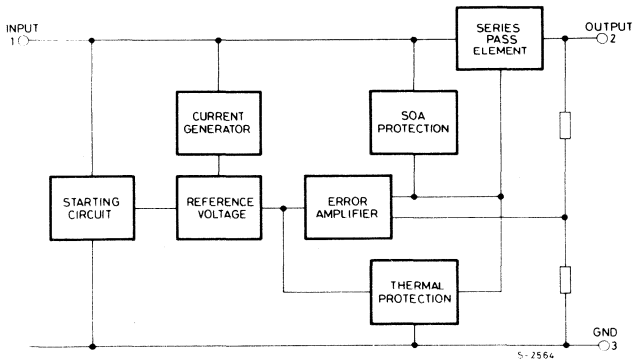 INPUT
1
SERIES
PASS
ELEMENT
OUTPUT
2
CURRENT
GENERATOR
SOA
PROTECTION
STARTING
CIRCUIT
REFERENCE
VOLTAGE
ERROR
AMPLIFIER
THERMAL
PROTECTION
GND
3
S-2564